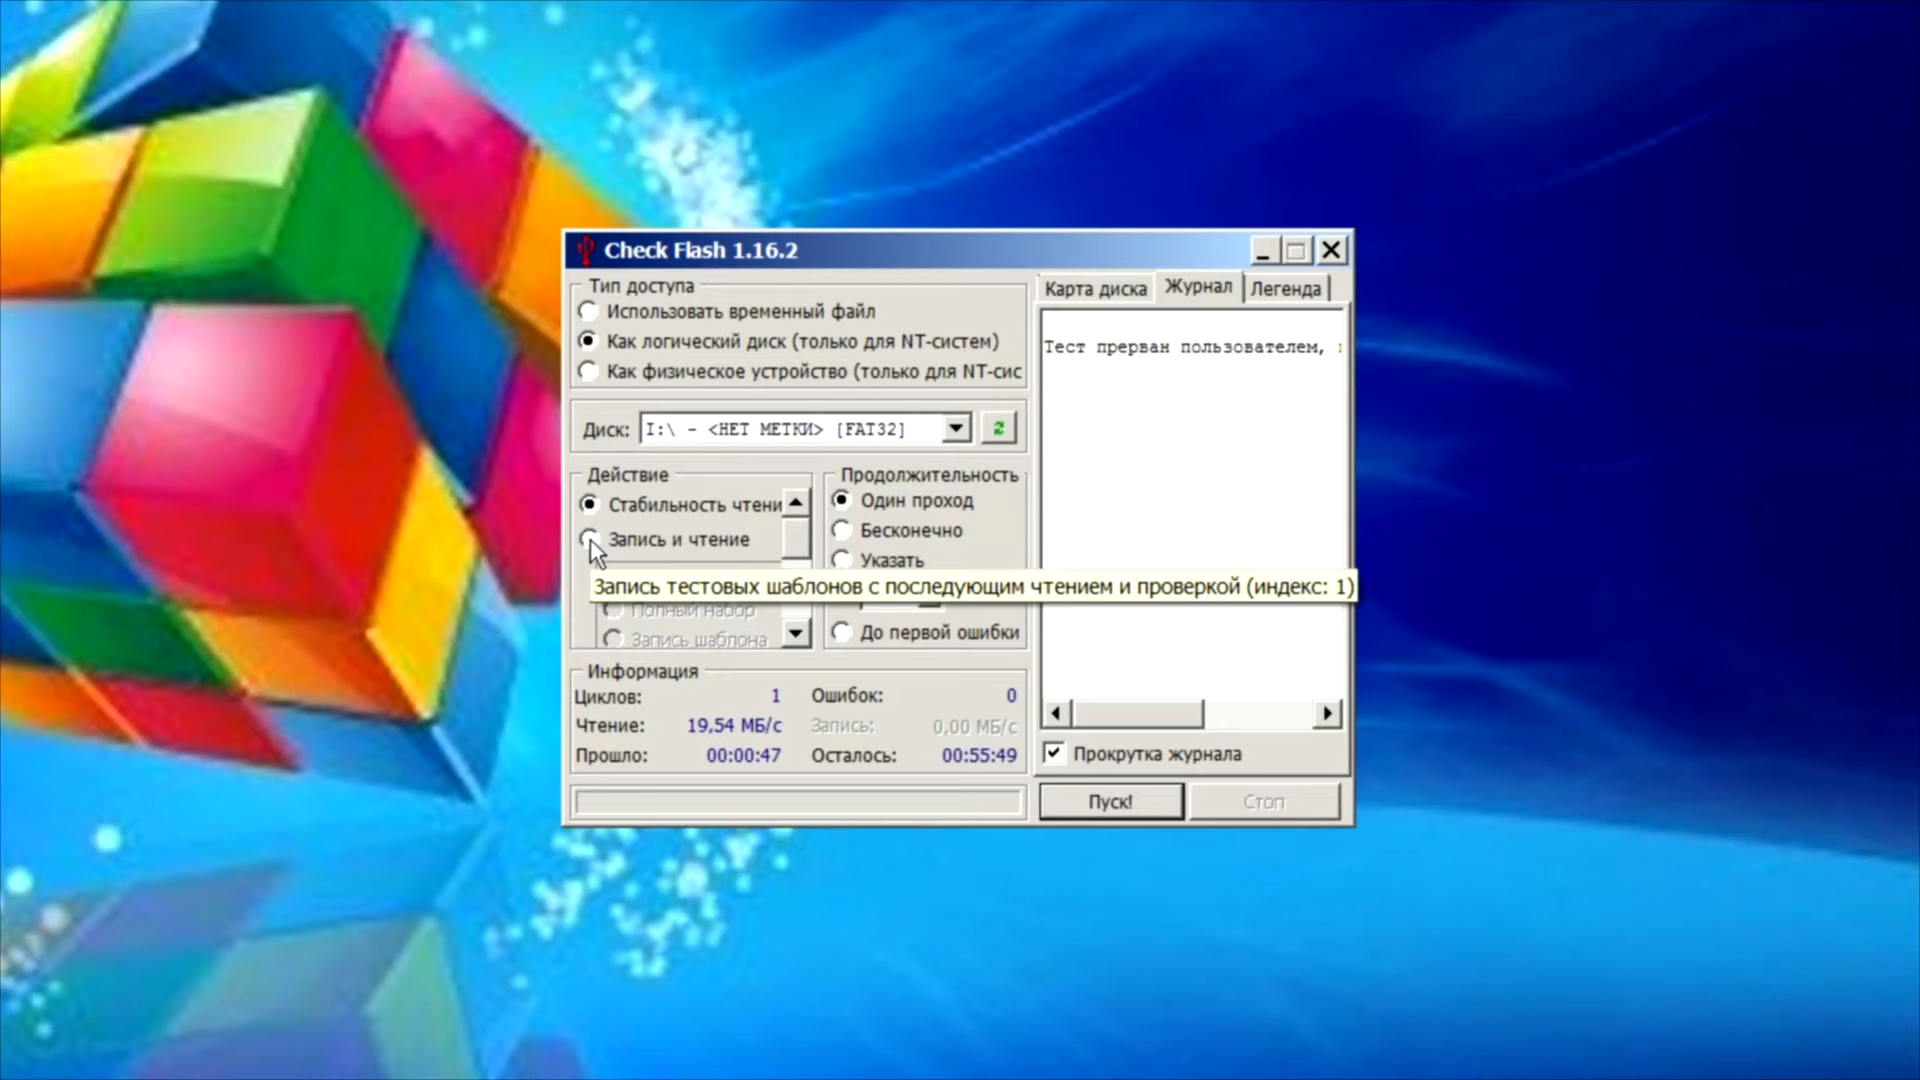 Check Flash 1.16.2
Тип доступа
Использовать временный файл
Как логический диск (только для NT-систем)
Как физическое устройство (только для NT-сис
Диск:
I:\ - <НЕТ МЕТКИ> [FAT32]
Действие
Стабильность чтени
Запись и чтение
Полный набор
Запись шаблона
Продолжительность
Один проход
Бесконечно
Указать
До первой ошибки
Запись тестовых шаблонов с последующим чтением и проверкой (индекс: 1)
Информация
Циклов: 1 Ошибок: 0
Чтение: 19,54 МБ/с Запись: 0,00 МБ/с
Прошло: 00:00:47 Осталось: 00:55:49
Карта диска Журнал Легенда
Тест прерван пользователем,
Прокрутка журнала
Пуск! Стоп